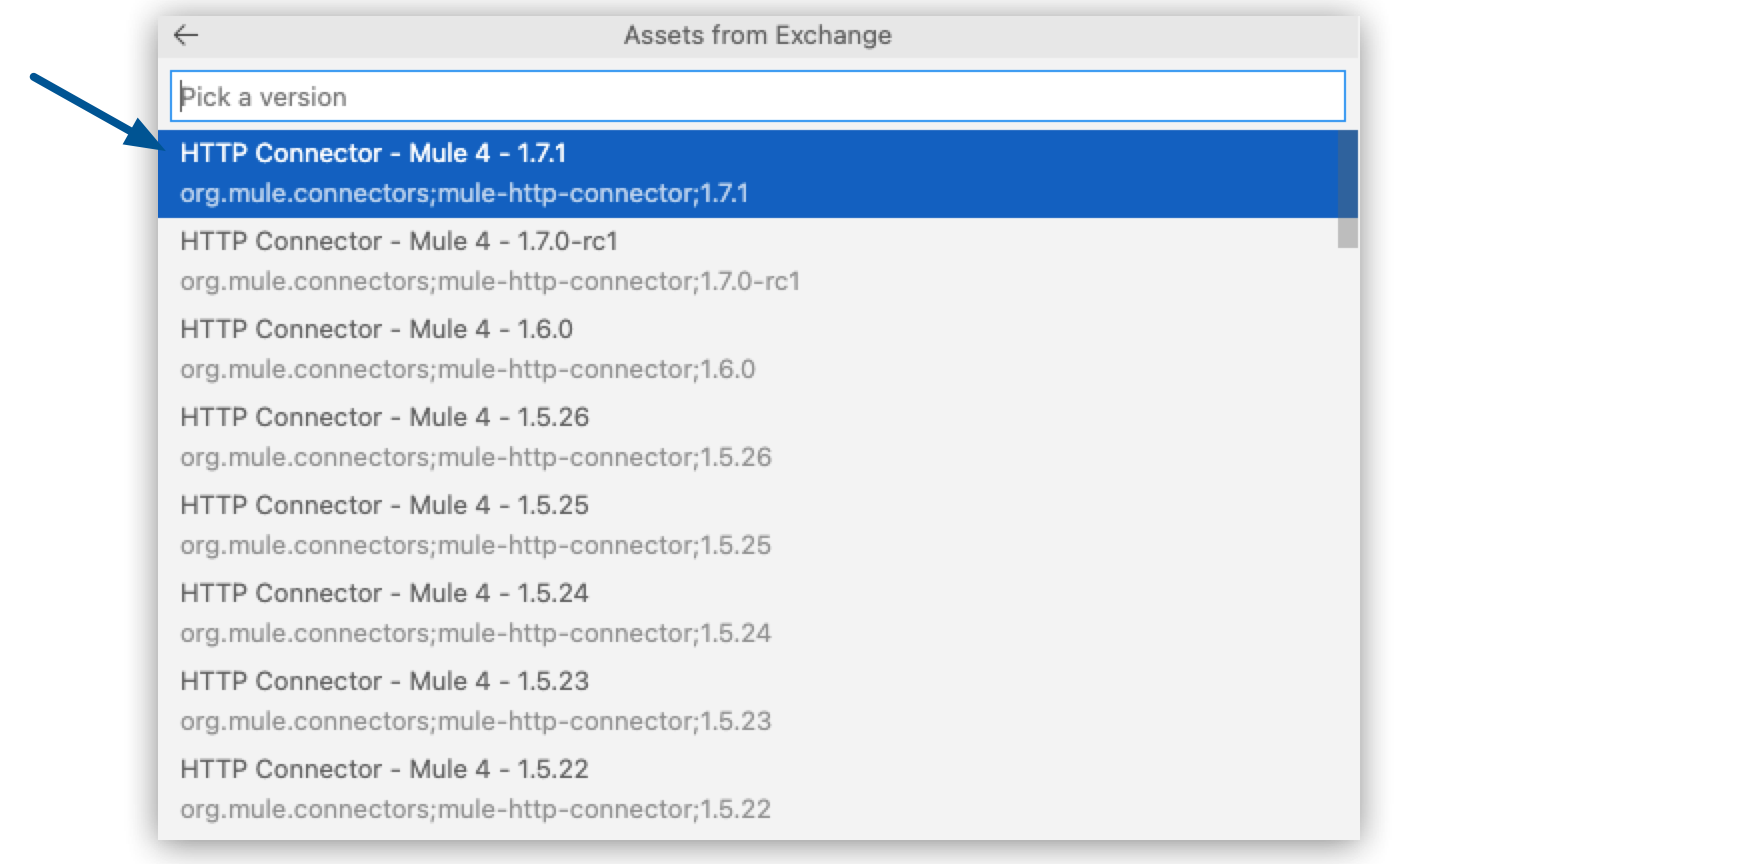 Assets from Exchange
Pick a version
HTTP Connector - Mule 4 - 1.7.1
org.mule.connectors;mule-http-connector;1.7.1
HTTP Connector - Mule 4 - 1.7.0-rc1
org.mule.connectors;mule-http-connector;1.7.0-rc1
HTTP Connector - Mule 4 - 1.6.0
org.mule.connectors;mule-http-connector;1.6.0
HTTP Connector - Mule 4 - 1.5.26
org.mule.connectors;mule-http-connector;1.5.26
HTTP Connector - Mule 4 - 1.5.25
org.mule.connectors;mule-http-connector;1.5.25
HTTP Connector - Mule 4 - 1.5.24
org.mule.connectors;mule-http-connector;1.5.24
HTTP Connector - Mule 4 - 1.5.23
org.mule.connectors;mule-http-connector;1.5.23
HTTP Connector - Mule 4 - 1.5.22
org.mule.connectors;mule-http-connector;1.5.22